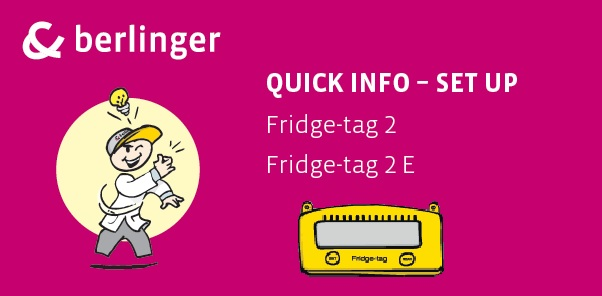 & berlinger
QUICK INFO – SET UP
Fridge-tag 2
Fridge-tag 2 E
Fridge-tag